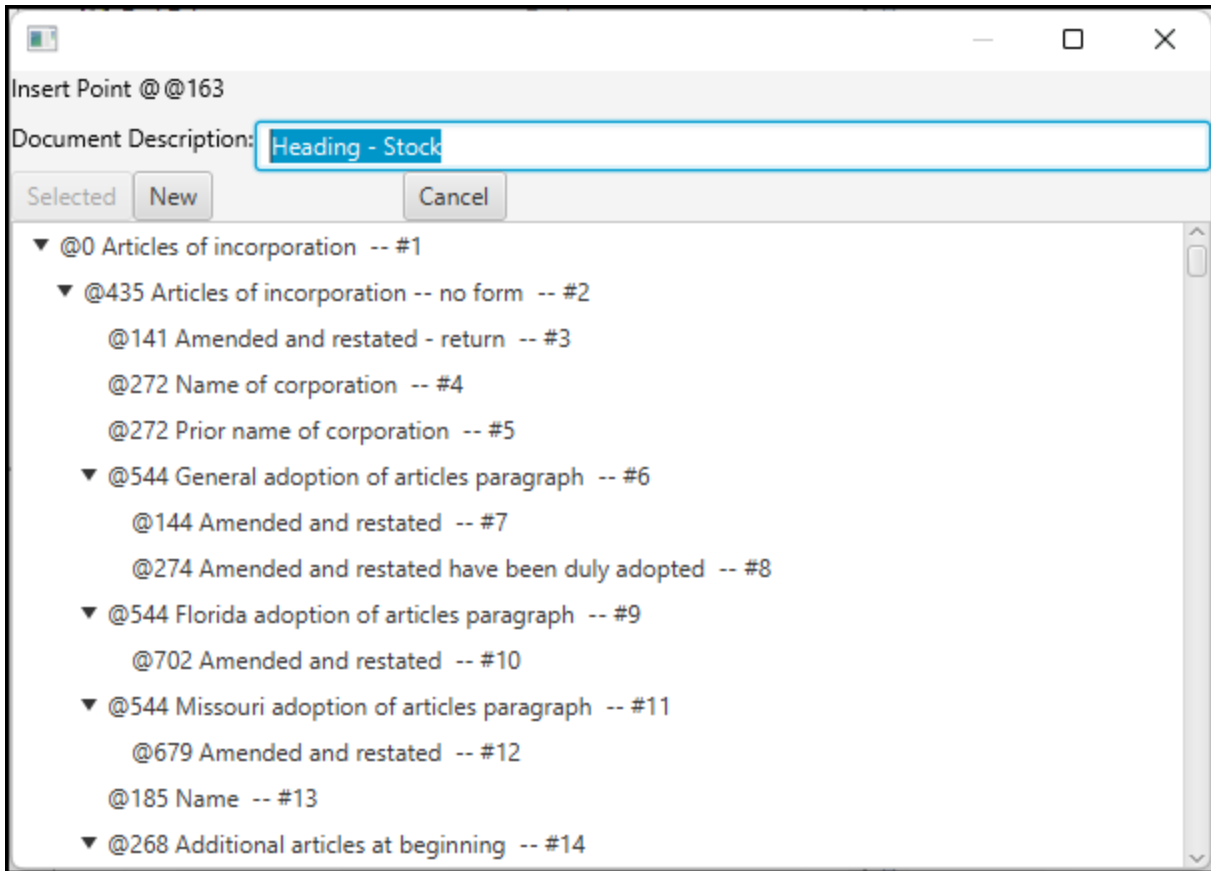 Insert Point @@163
Document Description: Heading - Stock
Selected New Cancel
@0 Articles of incorporation -- #1
@435 Articles of incorporation -- no form -- #2
@141 Amended and restated - return -- #3
@272 Name of corporation -- #4
@272 Prior name of corporation -- #5
@544 General adoption of articles paragraph -- #6
@144 Amended and restated -- #7
@274 Amended and restated have been duly adopted -- #8
@544 Florida adoption of articles paragraph -- #9
@702 Amended and restated -- #10
@544 Missouri adoption of articles paragraph -- #11
@679 Amended and restated -- #12
@185 Name -- #13
@268 Additional articles at beginning -- #14